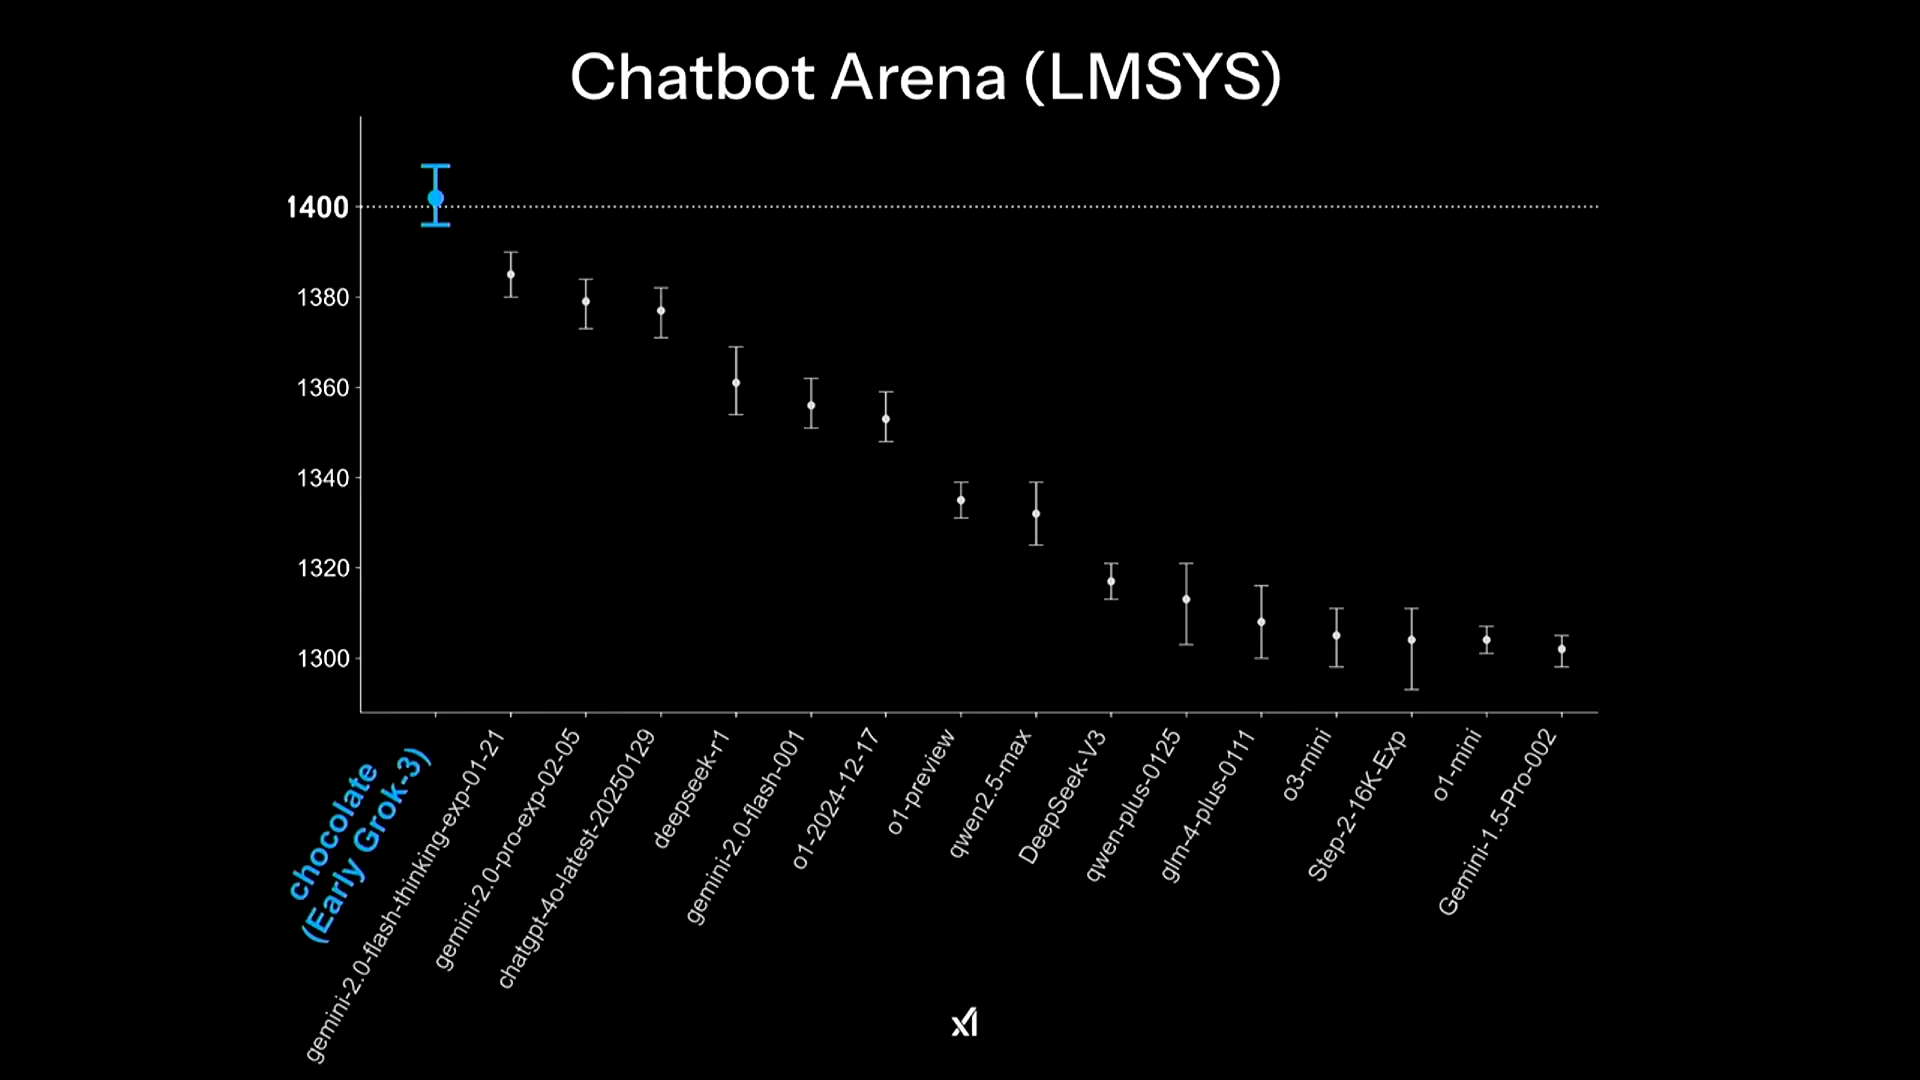 Chatbot Arena (LMSYS)
1400
1380
1360
1340
1320
1300
chocolate
(Early Grok-3)
gemini-2.0-flash-thinking-exp-01-21
gemini-2.0-pro-exp-02-05
chatgpt-4o-latest-20250129
deepseek-r1
gemini-2.0-flash-001
o1-2024-12-17
o1-preview
qwen2.5-max
DeepSeek-V3
qwen-plus-0125
glm-4-plus-0111
o3-mini
Step-2-16K-Exp
o1-mini
Gemini-1.5-Pro-002
xI